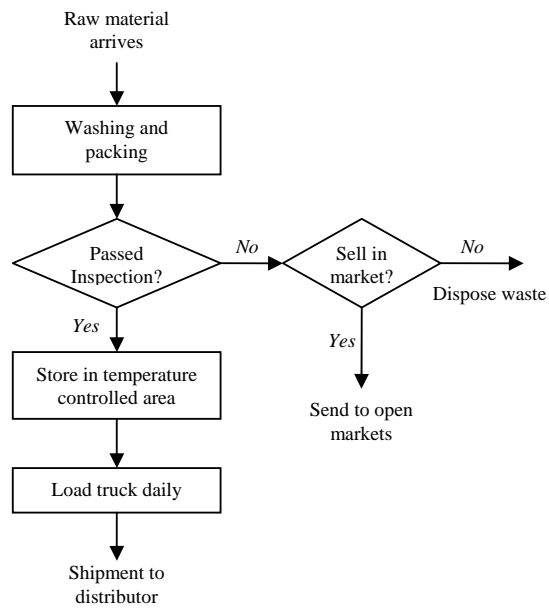 Raw material
arrives
Washing and
packing
Passed
Inspection?
No
Sell in
market?
No
Dispose waste
Yes
Yes
Store in temperature
controlled area
Send to open
markets
Load truck daily
Shipment to
distributor